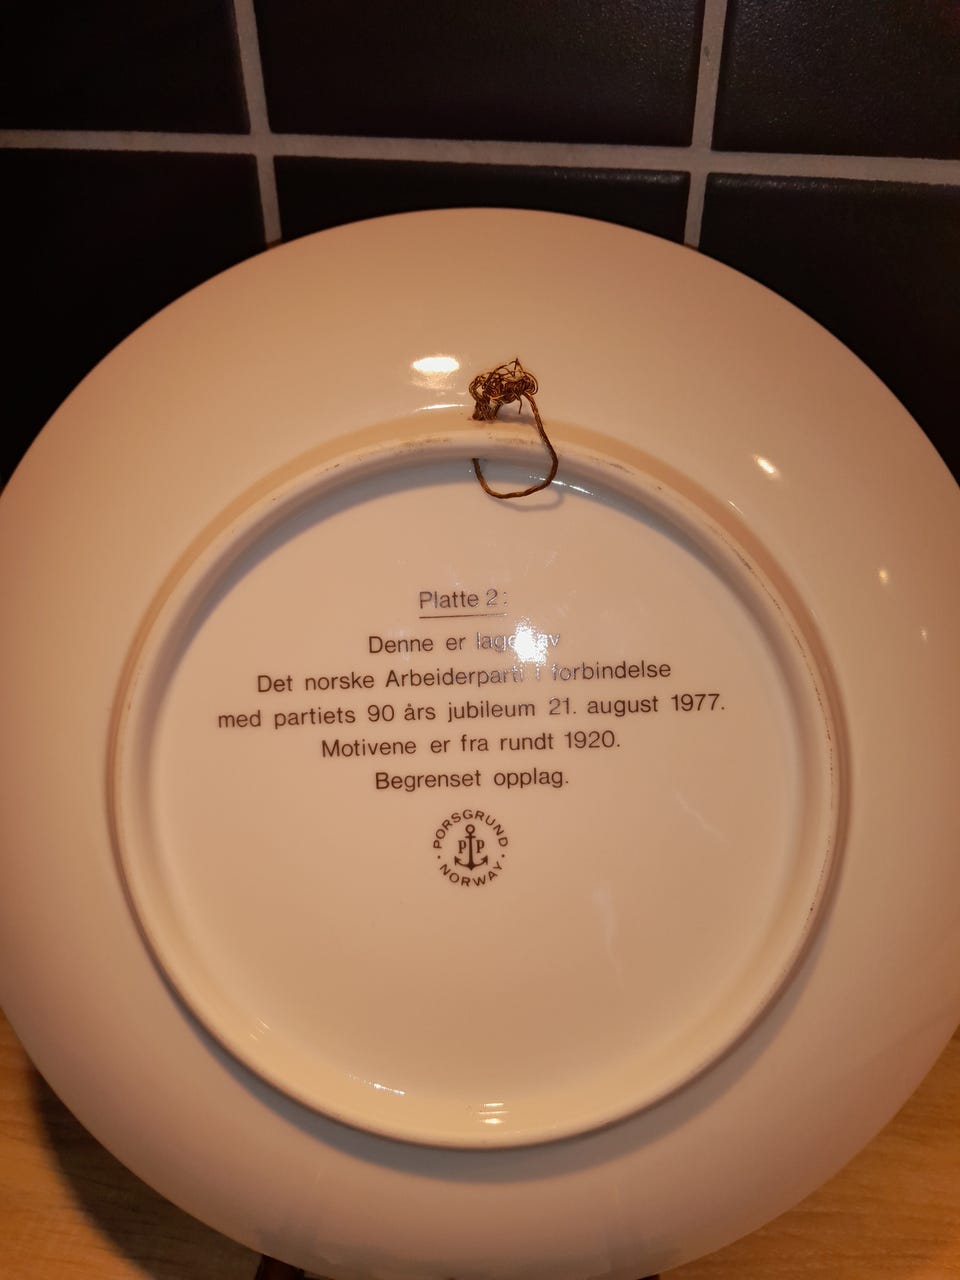 Platte 2:
Denne er laget av
Det norske Arbeiderparti i forbindelse
med partiets 90 års jubileum 21. august 1977.
Motivene er fra rundt 1920.
Begrenset opplag.
PORSGRUND
PP
NORWAY